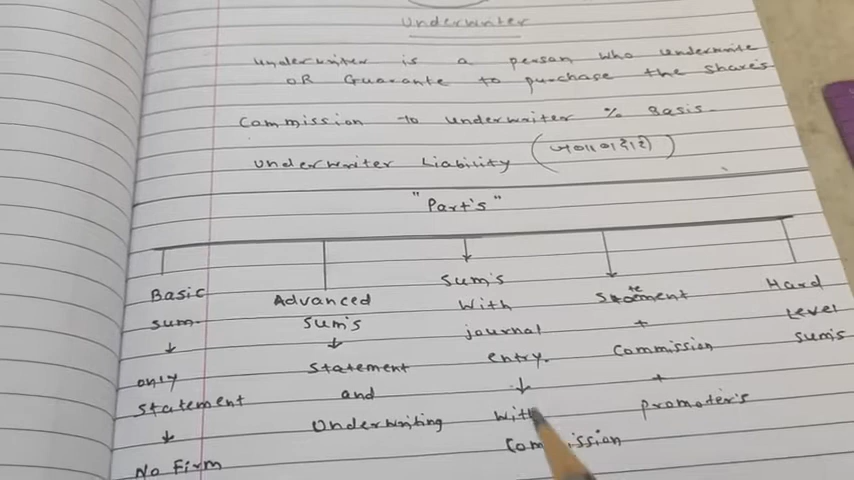 Underwriter
Underwriter is a person who underwrite
OR Guarante to purchase the shares
Commission to underwriter % Basis.
Underwriter Liability (जवाबदारी)
"Part's"
Basic
sum.
↓
only
Statement
↓
No Firm
Advanced
Sum's
↓
Statement
and
Underwriting
Sum's
With
journal
entry.
↓
With
Commission
Statement
+
Commission
+
promoter's
Hard
Level
Sum's